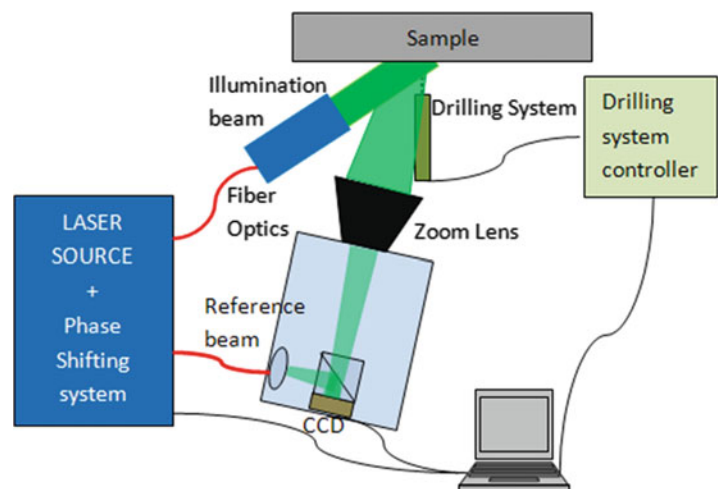 Sample
Illumination
beam
Drilling System
Drilling
system
controller
Fiber
Optics
Zoom Lens
LASER
SOURCE
+
Phase
Shifting
system
Reference
beam
CCD